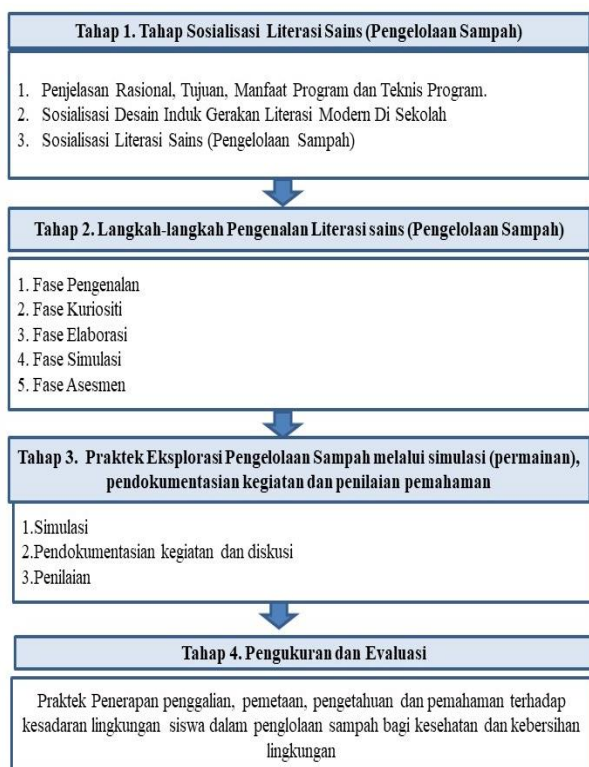 Tahap 1. Tahap Sosialisasi Literasi Sains (Pengelolaan Sampah)
1. Penjelasan Rasional, Tujuan, Manfaat Program dan Teknis Program.
2. Sosialisasi Desain Induk Gerakan Literasi Modern Di Sekolah
3. Sosialisasi Literasi Sains (Pengelolaan Sampah)
Tahap 2. Langkah-langkah Pengenalan Literasi sains (Pengelolaan Sampah)
1. Fase Pengenalan
2. Fase Kuriositi
3. Fase Elaborasi
4. Fase Simulasi
5. Fase Asesmen
Tahap 3. Praktek Eksplorasi Pengelolaan Sampah melalui simulasi (permainan),
pendokumentasian kegiatan dan penilaian pemahaman
1.Simulasi
2.Pendokumentasian kegiatan dan diskusi
3.Penilaian
Tahap 4. Pengukuran dan Evaluasi
Praktek Penerapan penggalian, pemetaan, pengetahuan dan pemahaman terhadap
kesadaran lingkungan siswa dalam penglolaan sampah bagi kesehatan dan kebersihan
lingkungan